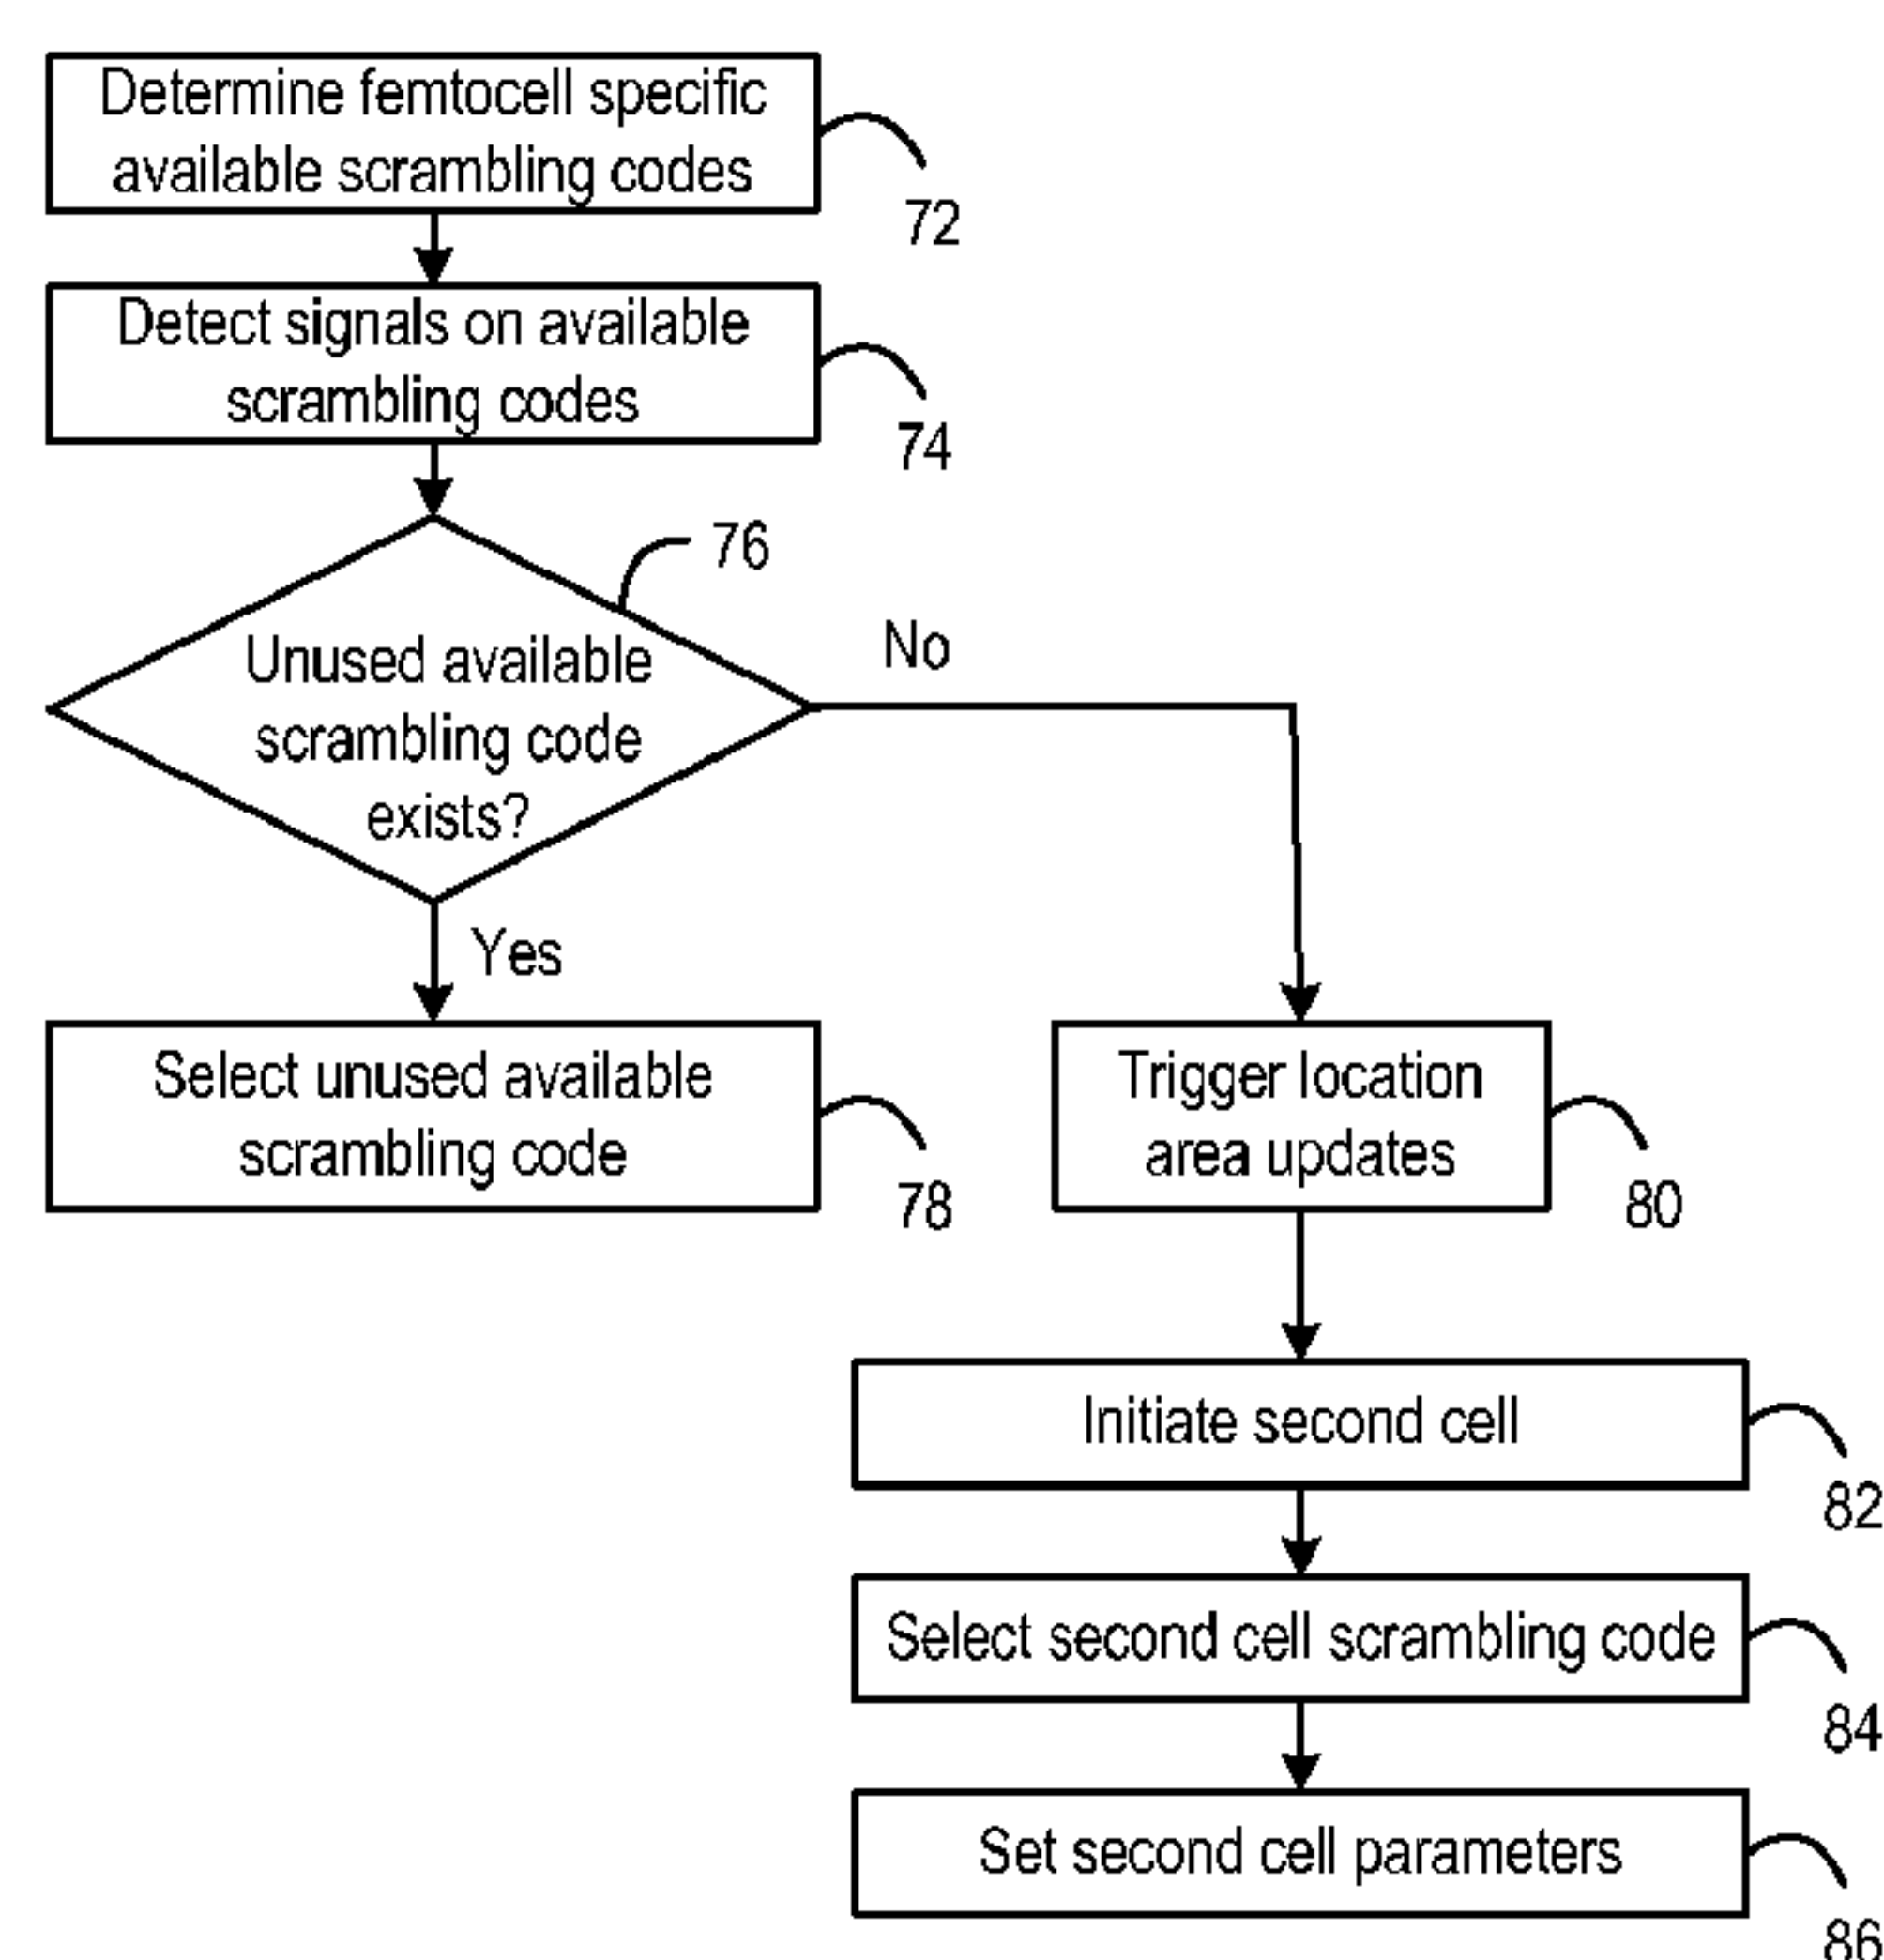 Determine femtocell specific
available scrambling codes
72
Detect signals on available
scrambling codes
74
76
Unused available
scrambling code
exists?
No
Yes
Select unused available
scrambling code
78
Trigger location
area updates
80
Initiate second cell
82
Select second cell scrambling code
84
Set second cell parameters
86